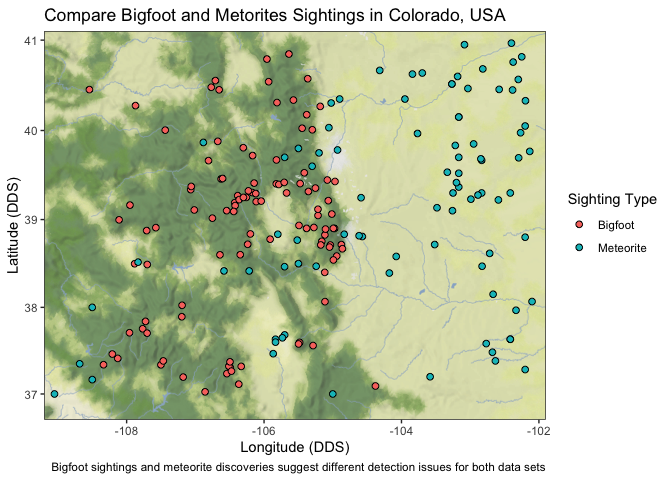 Compare Bigfoot and Metorites Sightings in Colorado, USA
41
40
39
38
37
Latitude (DDS)
-108
-106
-104
-102
Longitude (DDS)
Sighting Type
Bigfoot
Meteorite
Bigfoot sightings and meteorite discoveries suggest different detection issues for both data sets